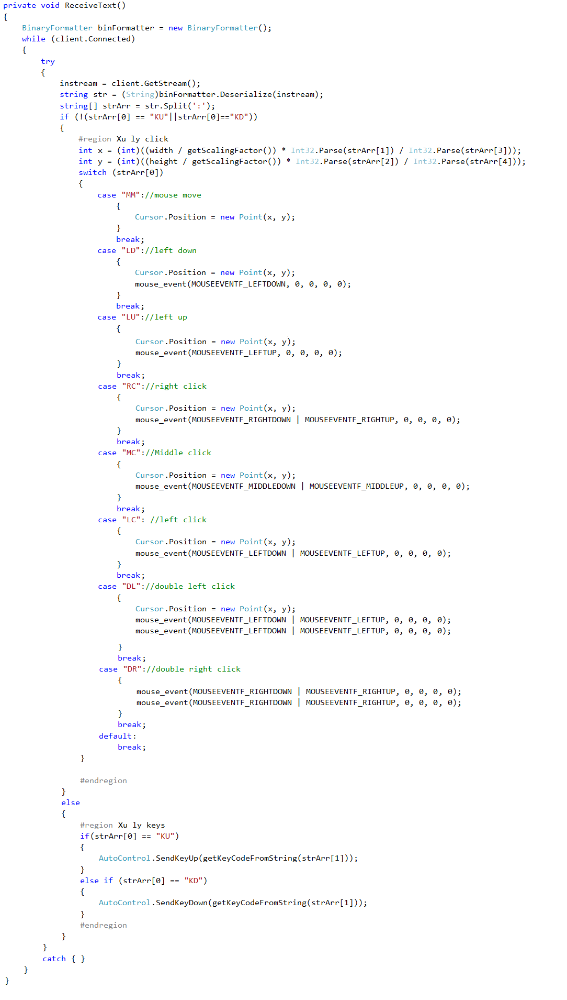 private void ReceiveText()
{
    BinaryFormatter binFormatter = new BinaryFormatter();
    while (client.Connected)
    {
        try
        {
            instream = client.GetStream();
            string str = (String)binFormatter.Deserialize(instream);
            string[] strArr = str.Split(':');
            if (!(strArr[0] == "KU"||strArr[0]=="KD"))
            {
                #region Xu ly click
                int x = (int)((width / getScalingFactor()) * Int32.Parse(strArr[1]) / Int32.Parse(strArr[3]));
                int y = (int)((height / getScalingFactor()) * Int32.Parse(strArr[2]) / Int32.Parse(strArr[4]));
                switch (strArr[0])
                {
                    case "MM"://mouse move
                        {
                            Cursor.Position = new Point(x, y);
                        }
                        break;
                    case "LD"://left down
                        {
                            Cursor.Position = new Point(x, y);
                            mouse_event(MOUSEEVENTF_LEFTDOWN, 0, 0, 0, 0);
                        }
                        break;
                    case "LU"://left up
                        {
                            Cursor.Position = new Point(x, y);
                            mouse_event(MOUSEEVENTF_LEFTUP, 0, 0, 0, 0);
                        }
                        break;
                    case "RC"://right click
                        {
                            Cursor.Position = new Point(x, y);
                            mouse_event(MOUSEEVENTF_RIGHTDOWN | MOUSEEVENTF_RIGHTUP, 0, 0, 0, 0);
                        }
                        break;
                    case "MC"://Middle click
                        {
                            Cursor.Position = new Point(x, y);
                            mouse_event(MOUSEEVENTF_MIDDLEDOWN | MOUSEEVENTF_MIDDLEUP, 0, 0, 0, 0);
                        }
                        break;
                    case "LC": //left click
                        {
                            Cursor.Position = new Point(x, y);
                            mouse_event(MOUSEEVENTF_LEFTDOWN | MOUSEEVENTF_LEFTUP, 0, 0, 0, 0);
                        }
                        break;
                    case "DL"://double left click
                        {
                            Cursor.Position = new Point(x, y);
                            mouse_event(MOUSEEVENTF_LEFTDOWN | MOUSEEVENTF_LEFTUP, 0, 0, 0, 0);
                            mouse_event(MOUSEEVENTF_LEFTDOWN | MOUSEEVENTF_LEFTUP, 0, 0, 0, 0);
                        }
                        break;
                    case "DR"://double right click
                        {
                            mouse_event(MOUSEEVENTF_RIGHTDOWN | MOUSEEVENTF_RIGHTUP, 0, 0, 0, 0);
                            mouse_event(MOUSEEVENTF_RIGHTDOWN | MOUSEEVENTF_RIGHTUP, 0, 0, 0, 0);
                        }
                        break;
                    default:
                        break;
                }
                #endregion
            }
            else
            {
                #region Xu ly keys
                if(strArr[0] == "KU")
                {
                    AutoControl.SendKeyUp(getKeyCodeFromString(strArr[1]));
                }
                else if (strArr[0] == "KD")
                {
                    AutoControl.SendKeyDown(getKeyCodeFromString(strArr[1]));
                }
                #endregion
            }
        }
        catch { }
    }
}